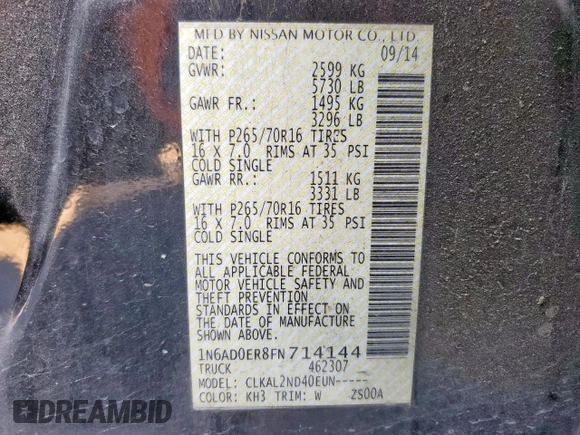 MFD BY NISSAN MOTOR CO., LTD.
DATE: 09/14
GVWR: 2599 KG
5730 LB
GAWR FR.: 1495 KG
3296 LB
WITH P265/70R16 TIRES
16 X 7.0 RIMS AT 35 PSI
COLD SINGLE
GAWR RR.: 1511 KG
3331 LB
WITH P265/70R16 TIRES
16 X 7.0 RIMS AT 35 PSI
COLD SINGLE
THIS VEHICLE CONFORMS TO
ALL APPLICABLE FEDERAL
MOTOR VEHICLE SAFETY AND
THEFT PREVENTION
STANDARDS IN EFFECT ON
THE DATE OF MANUFACTURE
SHOWN ABOVE.
1N6AD0ER8FN714144
TRUCK 462307
MODEL: CLKAL2ND40EUN-----
COLOR: KH3 TRIM: W ZS00A
DREAMBID